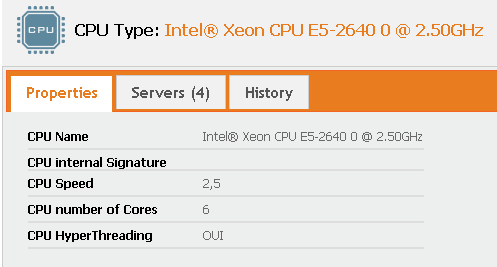 CPU
CPU Type: Intel® Xeon CPU E5-2640 0 @ 2.50GHz
Properties Servers (4) History
CPU Name Intel® Xeon CPU E5-2640 0 @ 2.50GHz
CPU internal Signature
CPU Speed 2,5
CPU number of Cores 6
CPU HyperThreading OUI